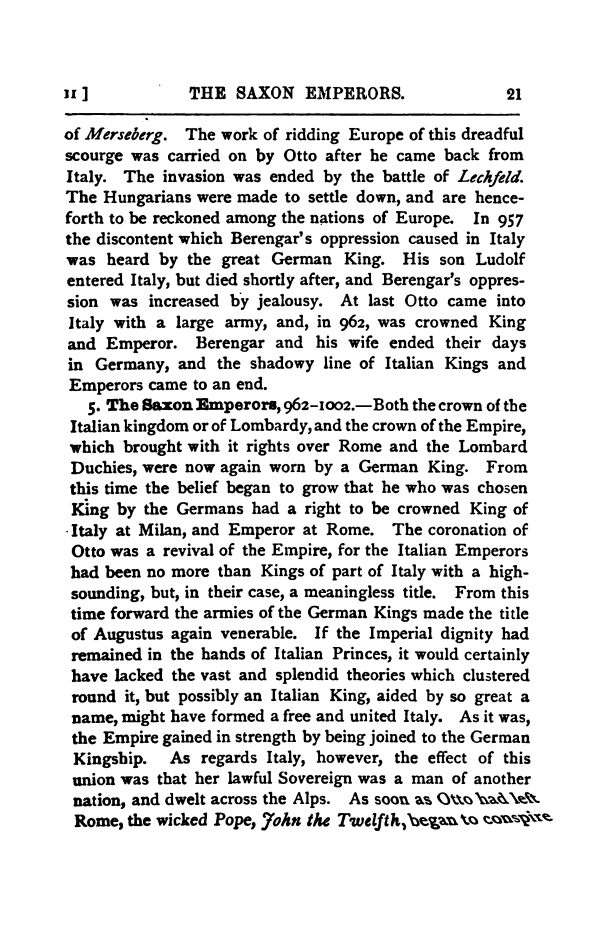 II ] THE SAXON EMPERORS. 21
of Merseberg. The work of ridding Europe of this dreadful
scourge was carried on by Otto after he came back from
Italy. The invasion was ended by the battle of Lechfeld.
The Hungarians were made to settle down, and are hence-
forth to be reckoned among the nations of Europe. In 957
the discontent which Berengar's oppression caused in Italy
was heard by the great German King. His son Ludolf
entered Italy, but died shortly after, and Berengar's oppres-
sion was increased by jealousy. At last Otto came into
Italy with a large army, and, in 962, was crowned King
and Emperor. Berengar and his wife ended their days
in Germany, and the shadowy line of Italian Kings and
Emperors came to an end.
5. The Saxon Emperors, 962-1002.—Both the crown of the
Italian kingdom or of Lombardy, and the crown of the Empire,
which brought with it rights over Rome and the Lombard
Duchies, were now again worn by a German King. From
this time the belief began to grow that he who was chosen
King by the Germans had a right to be crowned King of
Italy at Milan, and Emperor at Rome. The coronation of
Otto was a revival of the Empire, for the Italian Emperors
had been no more than Kings of part of Italy with a high-
sounding, but, in their case, a meaningless title. From this
time forward the armies of the German Kings made the title
of Augustus again venerable. If the Imperial dignity had
remained in the hands of Italian Princes, it would certainly
have lacked the vast and splendid theories which clustered
round it, but possibly an Italian King, aided by so great a
name, might have formed a free and united Italy. As it was,
the Empire gained in strength by being joined to the German
Kingship. As regards Italy, however, the effect of this
union was that her lawful Sovereign was a man of another
nation, and dwelt across the Alps. As soon as Otto had left
Rome, the wicked Pope, John the Twelfth, began to conspire